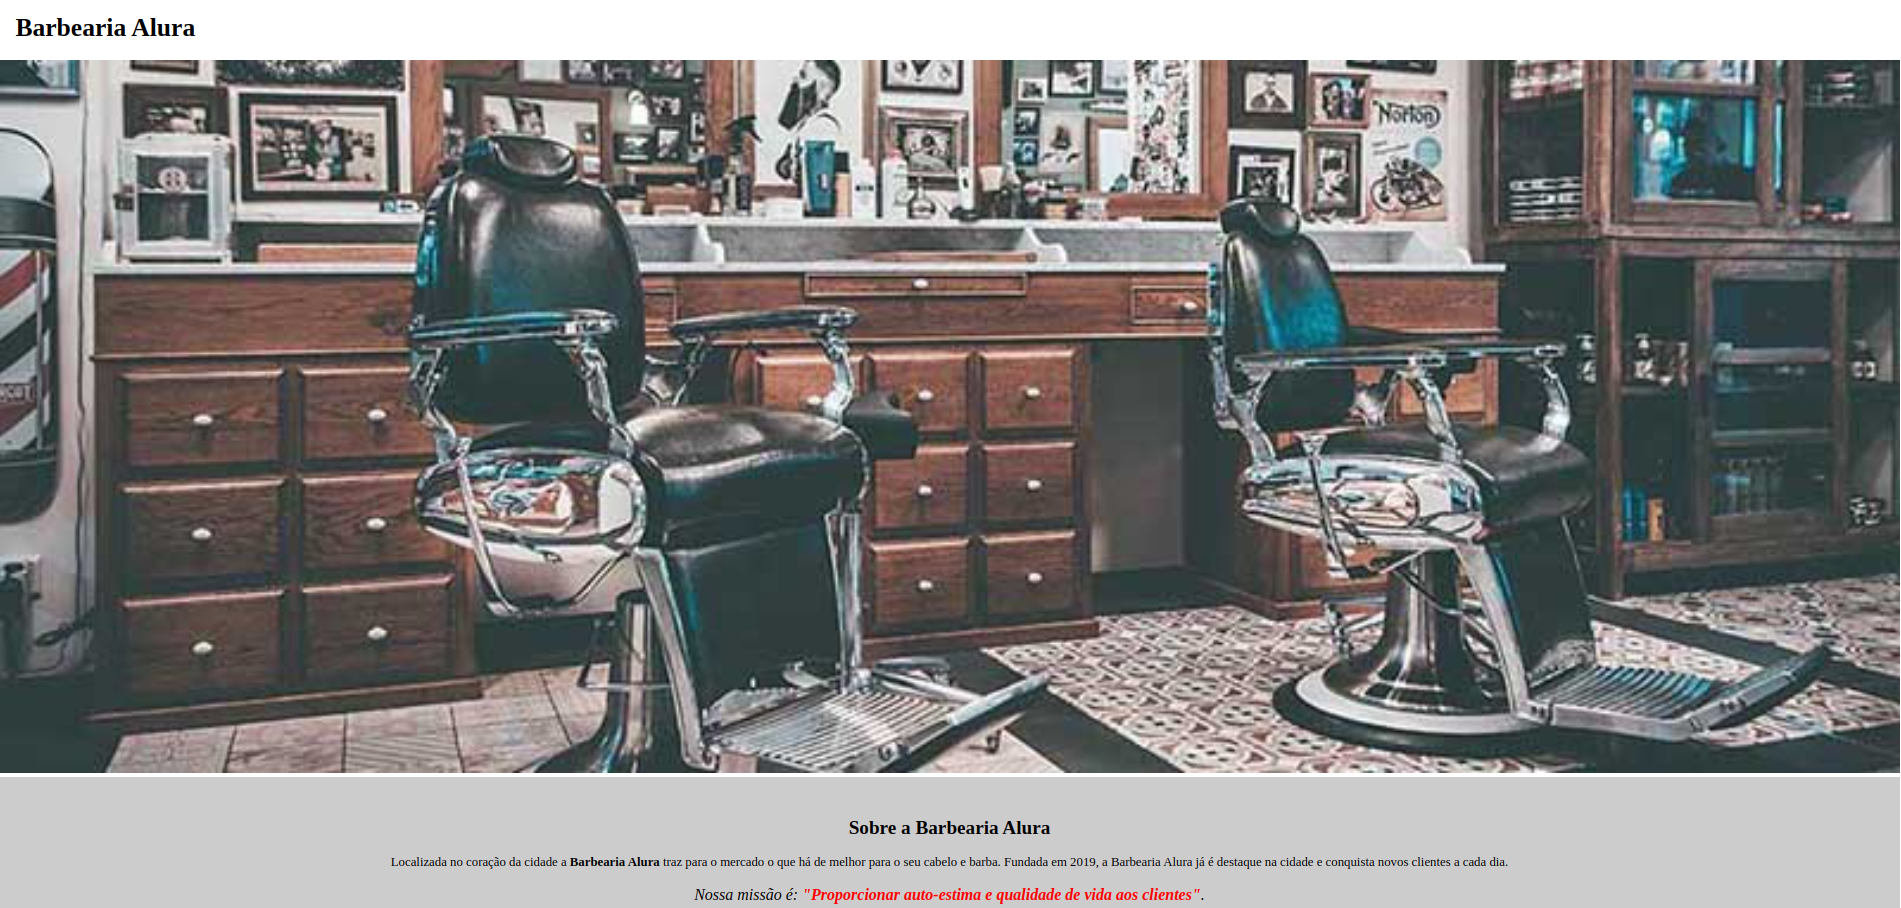 Barbearia Alura
Norton
Sobre a Barbearia Alura
Localizada no coração da cidade a Barbearia Alura traz para o mercado o que há de melhor para o seu cabelo e barba. Fundada em 2019, a Barbearia Alura já é destaque na cidade e conquista novos clientes a cada dia.
Nossa missão é: "Proporcionar auto-estima e qualidade de vida aos clientes".